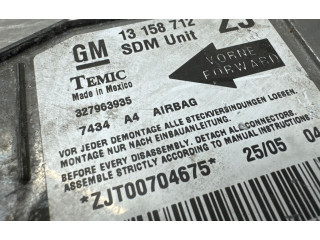 GM 13 158 712 ZJ
SDM Unit
TEMIC
Made in Mexico
VORNE
FORWARD
327963935
7434 A4 AIRBAG
VOR JEDER DEMONTAGE ALLE STECKVERBINDUNGEN LOESEN.
MONTAGE NUR NACH EINBAUANLEITUNG.
BEFORE EVERY DISASSEMBLY. DETACH ALL CONNECTORS.
ASSEMBLE STRICTLY ACCORDING TO MANUAL INSTRUCTIONS
*ZJT00704675* 25/05 04